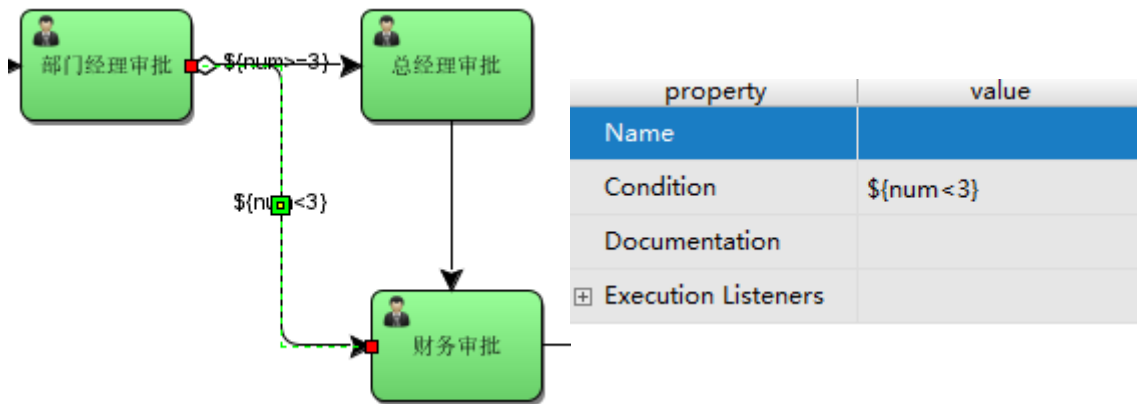 部门经理审批
${num>=3}
总经理审批
${num<3}
财务审批
property value
Name
Condition ${num<3}
Documentation
Execution Listeners